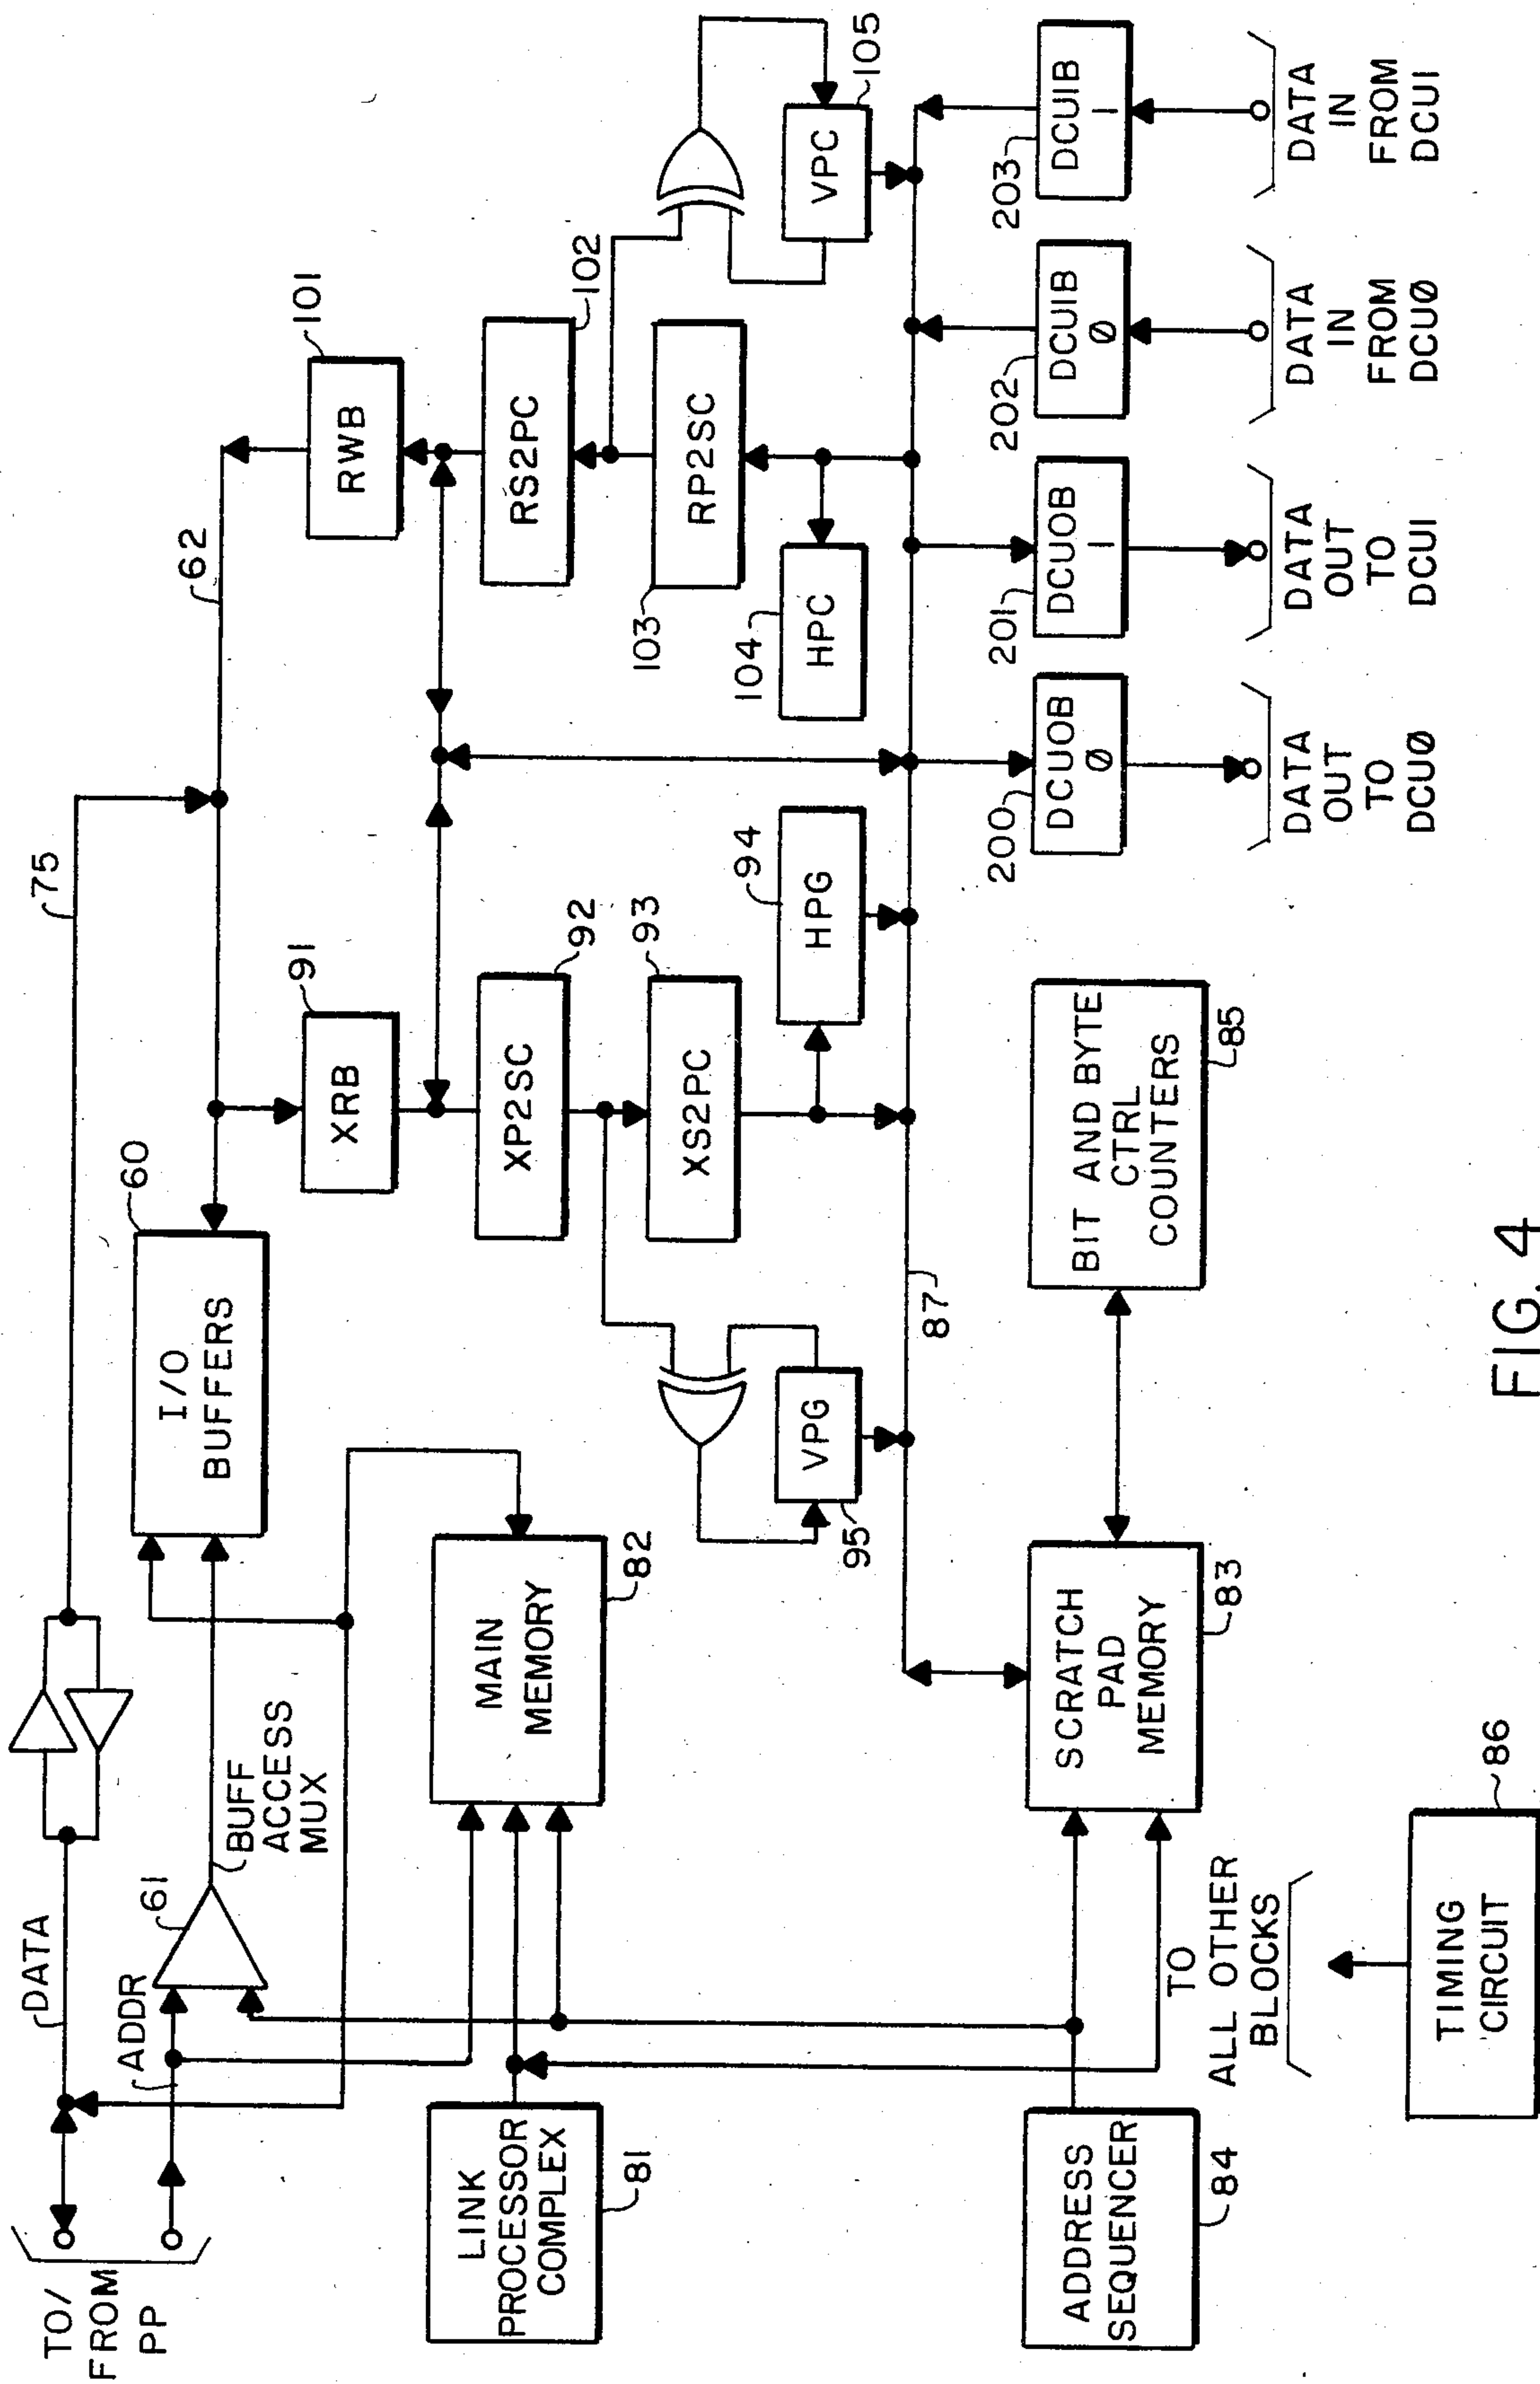 TO/
FROM
PP
DATA
ADDR
61
BUFF
ACCESS
MUX
75
60
I/O
BUFFERS
62
LINK
PROCESSOR
COMPLEX
81
MAIN
MEMORY
82
91
XRB
XP2SC
92
XS2PC
93
HPG
94
VPG
95
87
101
RWB
RS2PC
102
RP2SC
103
HPC
104
VPC
105
ADDRESS
SEQUENCER
84
SCRATCH
PAD
MEMORY
83
BIT AND BYTE
CTRL
COUNTERS
85
200
DCUOB
Ø
201
DCUOB
1
202
DCUIB
Ø
203
DCUIB
1
DATA
OUT
TO
DCUØ
DATA
OUT
TO
DCU1
DATA
IN
FROM
DCUØ
DATA
IN
FROM
DCU1
TO
ALL OTHER
BLOCKS
TIMING
CIRCUIT
86
FIG. 4